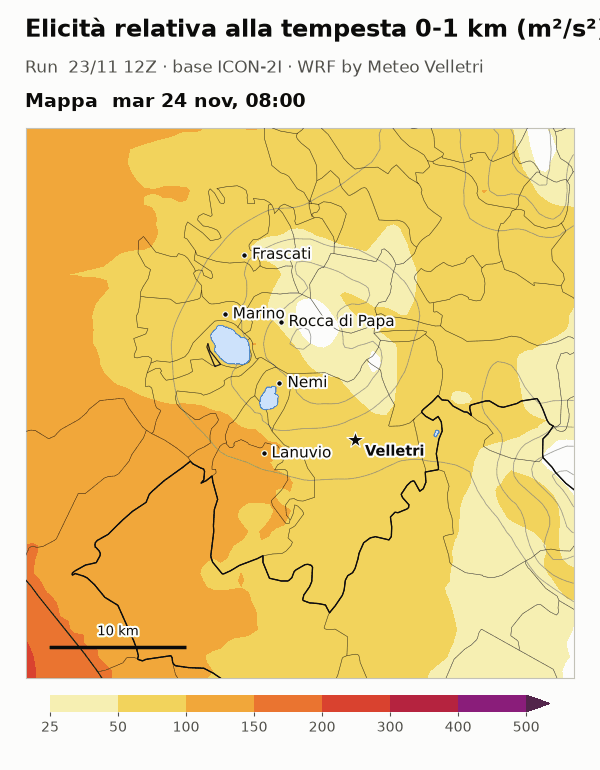 Elicità relativa alla tempesta 0-1 km (m²/s²)
Run  23/11 12Z · base ICON-2I · WRF by Meteo Velletri
Mappa  mar 24 nov, 08:00
Frascati
Marino
Rocca di Papa
Nemi
Velletri
Lanuvio
10 km
25 50 100 150 200 300 400 500